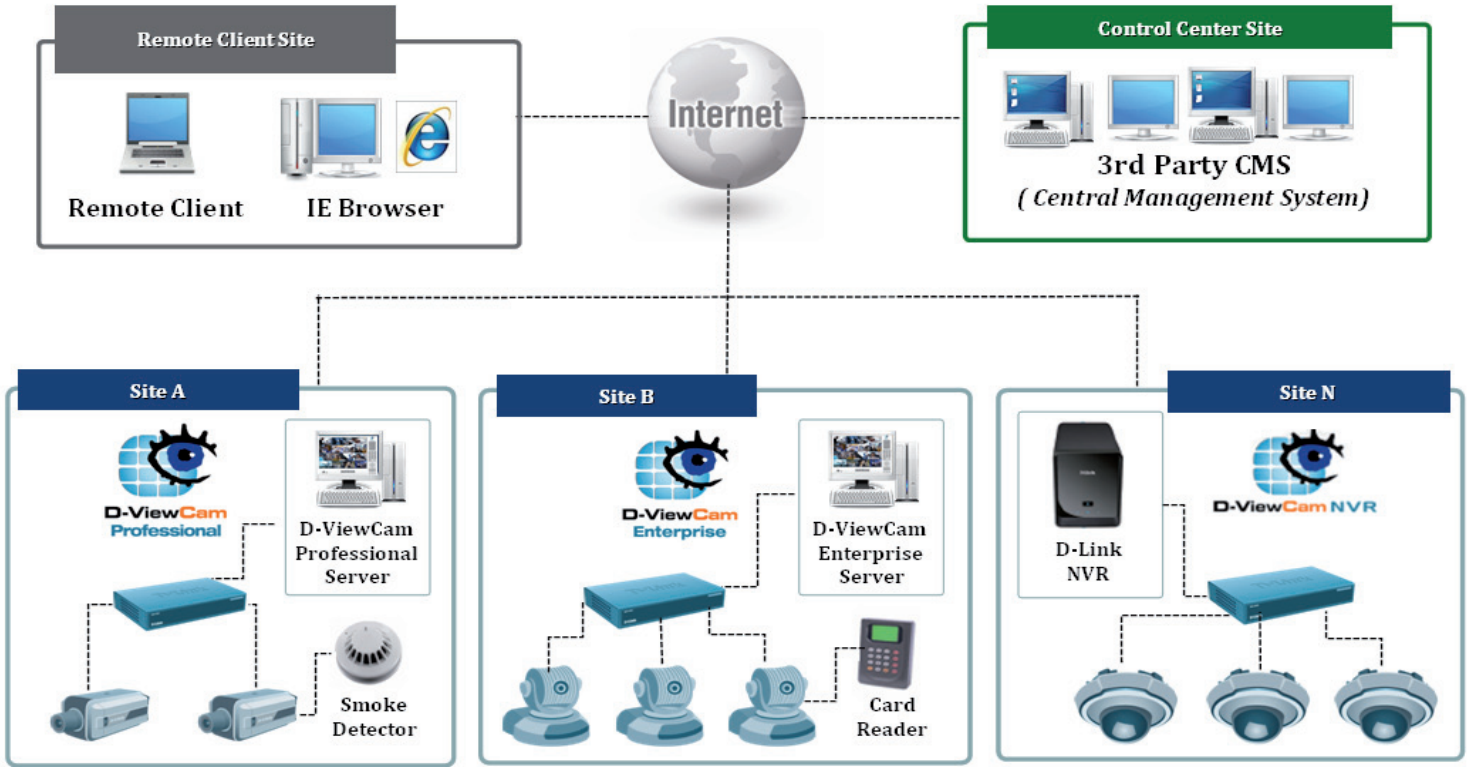 Remote Client Site
Remote Client
IE Browser
Internet
Control Center Site
3rd Party CMS
( Central Management System)
Site A
D-ViewCam
Professional
D-ViewCam
Professional
Server
Smoke
Detector
Site B
D-ViewCam
Enterprise
D-ViewCam
Enterprise
Server
Card
Reader
Site N
D-Link
NVR
D-ViewCam NVR